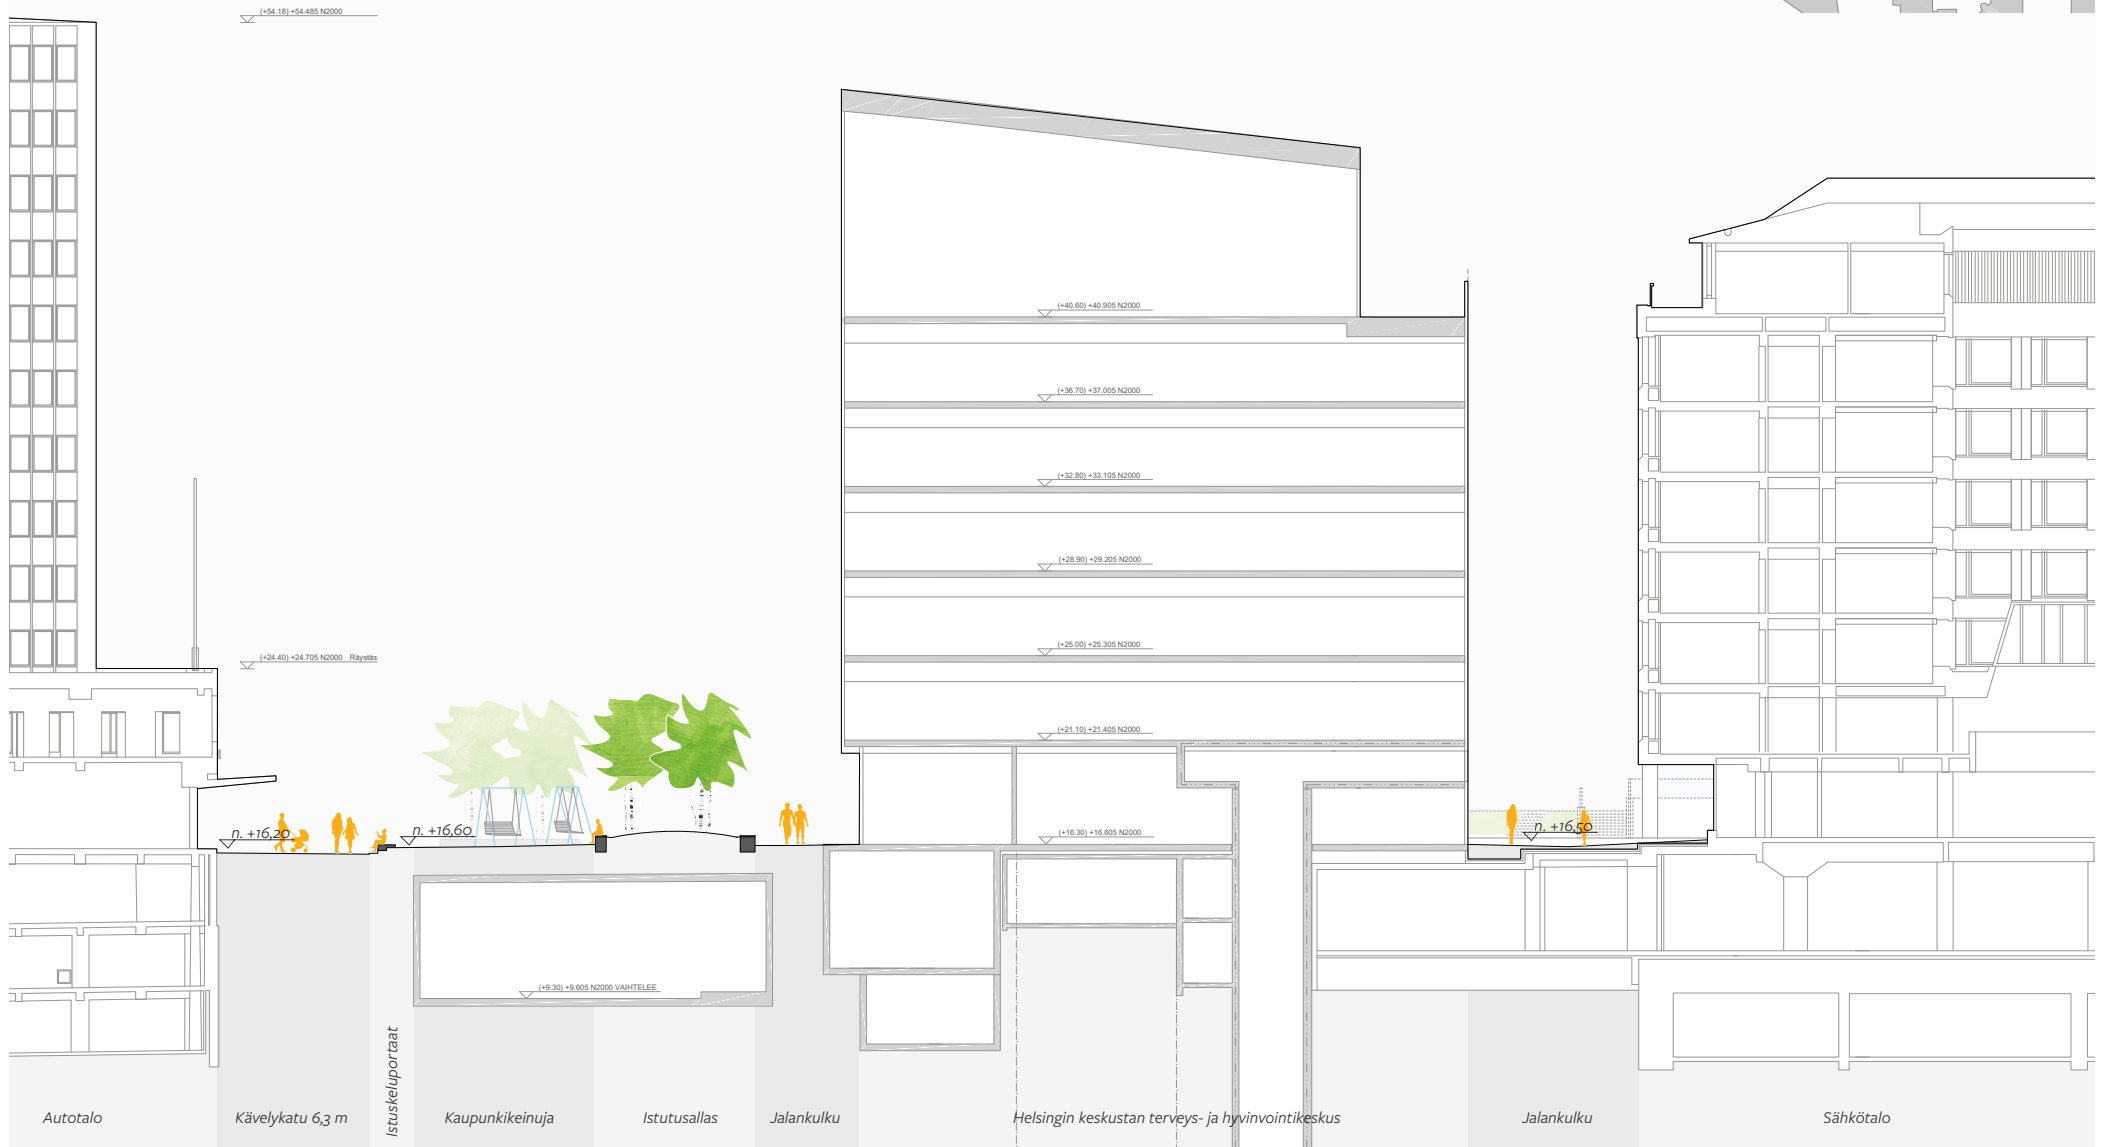 (+54.18) +54.485 N2000
(+40.60) +40.905 N2000
(+36.70) +37.005 N2000
(+32.80) +33.105 N2000
(+28.90) +29.205 N2000
(+25.00) +25.305 N2000
(+24.40) +24.705 N2000 Räystäs
(+21.10) +21.405 N2000
n. +16,20
n. +16,60
(+16.30) +16.605 N2000
n. +16,50
(+9.30) +9.605 N2000 VAIHTELEE
Autotalo
Kävelykatu 6,3 m
Istuskeluportaat
Kaupunkikeinuja
Istutusallas
Jalankulku
Helsingin keskustan terveys- ja hyvinvointikeskus
Jalankulku
Sähkötalo